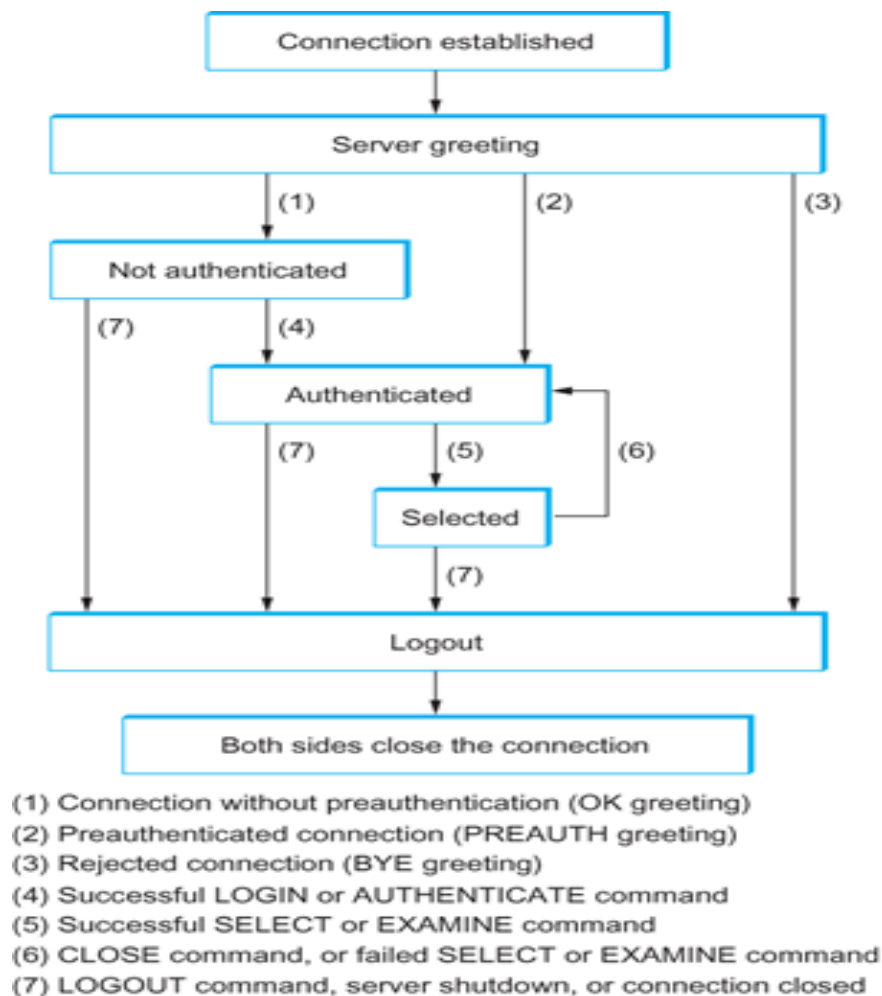 Connection established
Server greeting
(1)
(2)
(3)
Not authenticated
(7)
(4)
Authenticated
(7)
(5)
(6)
Selected
(7)
Logout
Both sides close the connection
(1) Connection without preauthentication (OK greeting)
(2) Preauthenticated connection (PREAUTH greeting)
(3) Rejected connection (BYE greeting)
(4) Successful LOGIN or AUTHENTICATE command
(5) Successful SELECT or EXAMINE command
(6) CLOSE command, or failed SELECT or EXAMINE command
(7) LOGOUT command, server shutdown, or connection closed